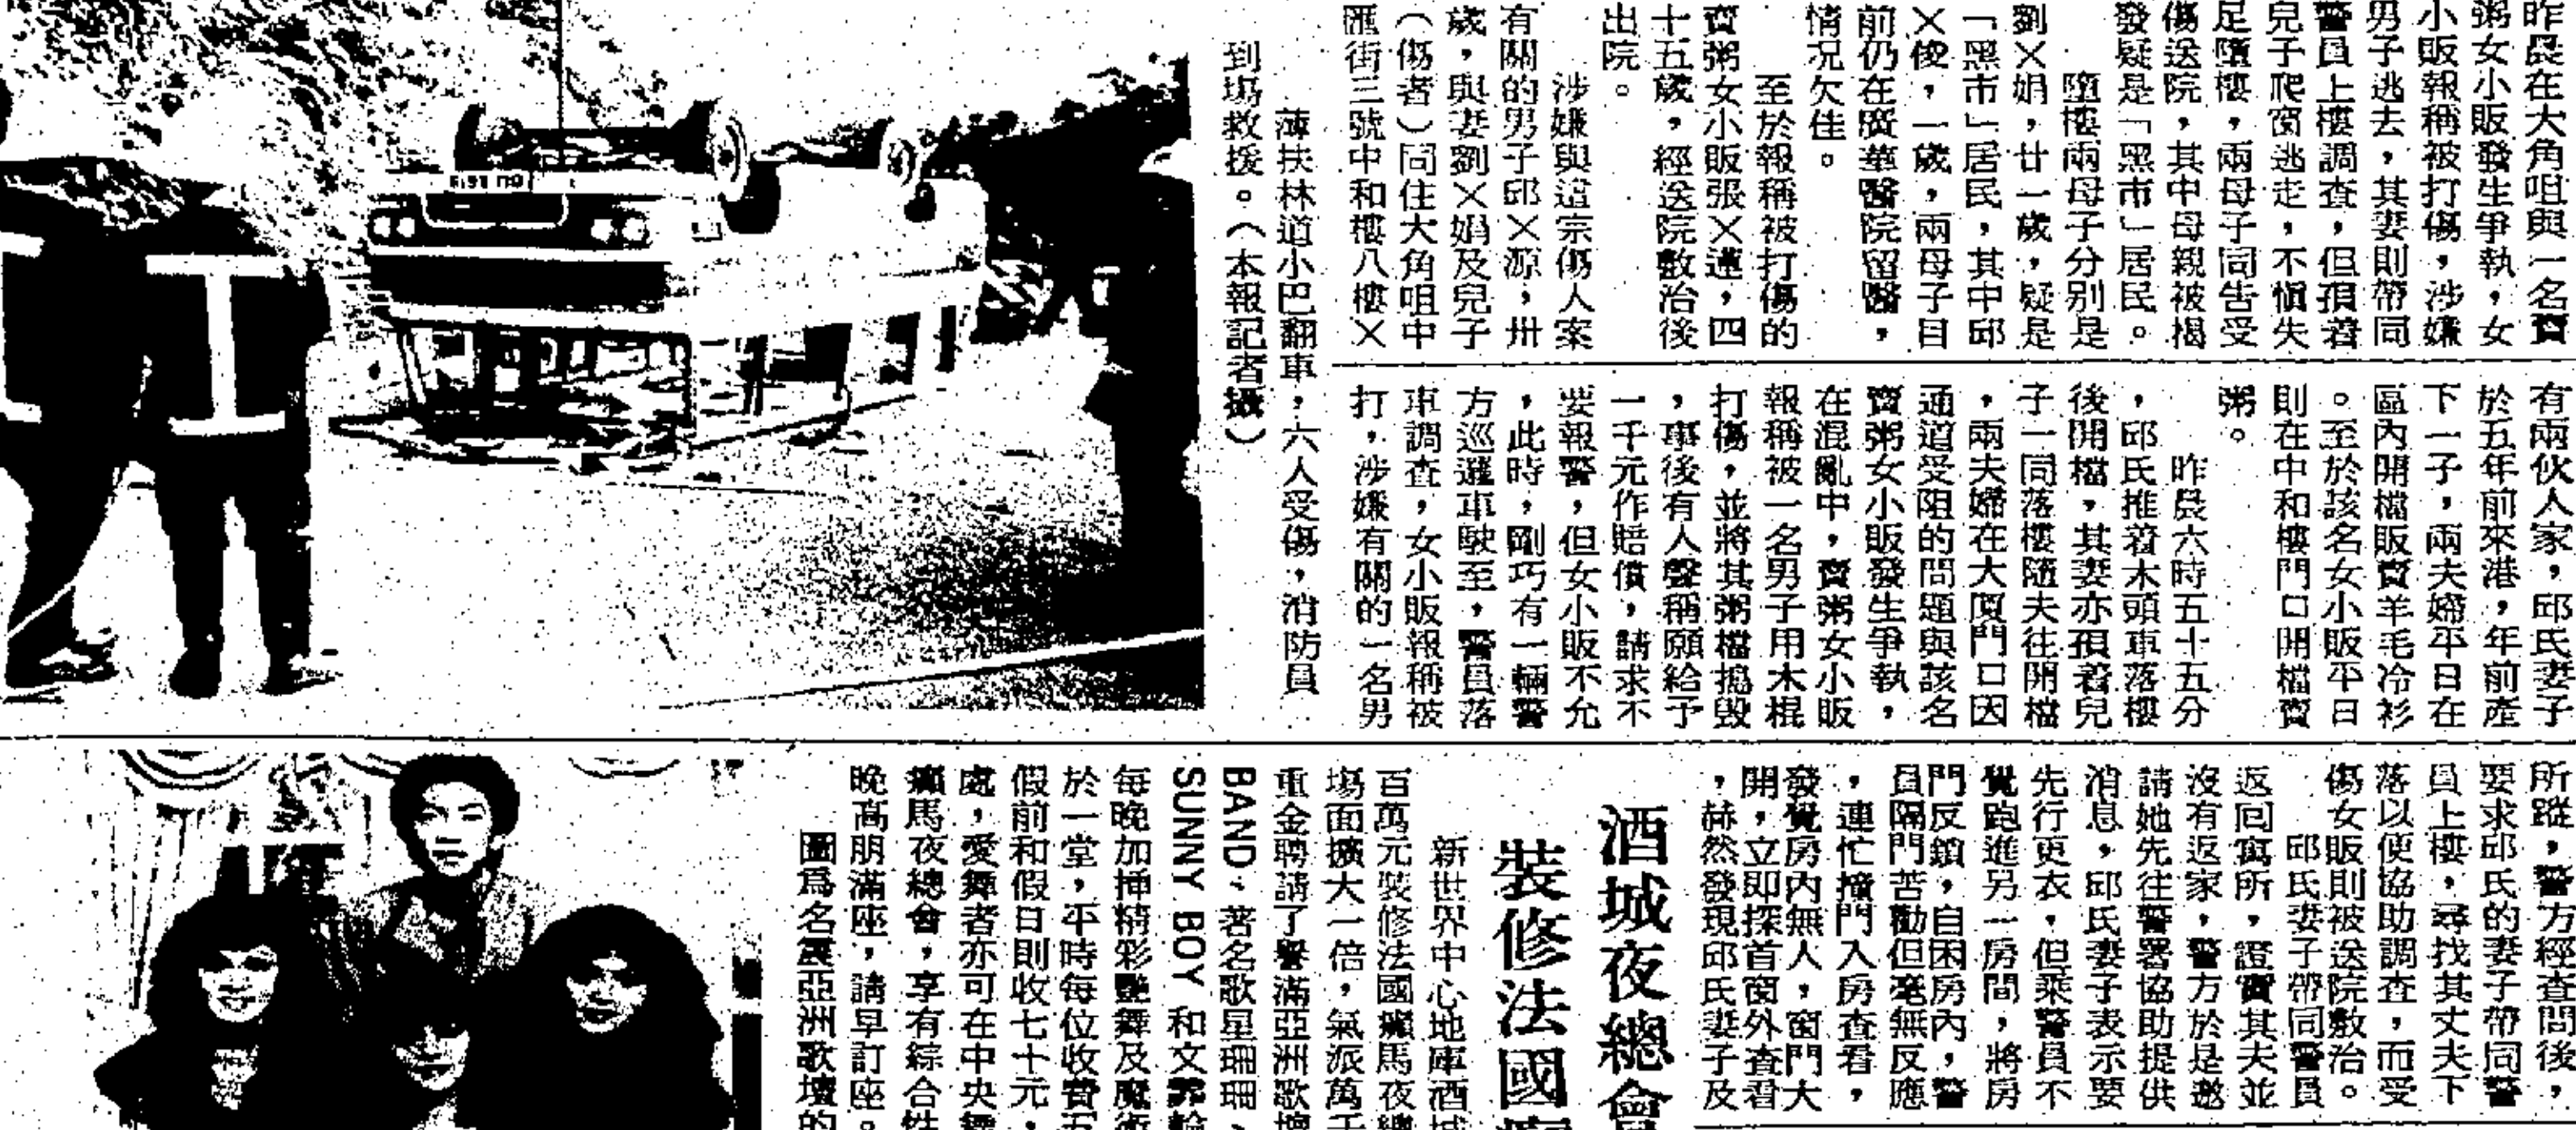 昨晨在大角咀與一名賣
粥女小販發生爭執，女
小販報稱被打傷，涉嫌
男子逃去，其妻則帶同
警員上樓調查，但孭着
兒子爬窗逃走，不慎失
足墮樓，兩母子同告受
傷送院，其中母親被揭
發疑是「黑市」居民。
墮樓兩母子分別是
劉×娟，廿一歲，疑是
「黑市」居民，其中邱
×俊，一歲，兩母子目
前仍在廣華醫院留醫，
情况欠佳。
至於報稱被打傷的
賣粥女小販張×蓮，四
十五歲，經送院敷治後
出院。
涉嫌與這宗傷人案
有關的男子邱×源，卅
歲，與妻劉×娟及兒子
（傷者）同住大角咀中
匯街三號中和樓八樓×
薄扶林道小巴翻車，六人受傷，消防員
到場救援。（本報記者攝）
有兩伙人家，邱氏妻子
於五年前來港，年前產
下一子，兩夫婦平日在
區內開檔販賣羊毛冷衫
。至於該名女小販平日
則在中和樓門口開檔賣
粥。
昨晨六時五十五分
，邱氏推着木頭車落樓
後開檔，其妻亦孭着兒
子一同落樓隨夫往開檔
，兩夫婦在大廈門口因
通道受阻的問題與該名
賣粥女小販發生爭執，
在混亂中，賣粥女小販
報稱被一名男子用木棍
打傷，並將其粥檔搗毀
，事後有人聲稱願給予
一千元作賠償，請求不
要報警，但女小販不允
，此時，剛巧有一輛警
方巡邏車駛至，警員落
車調查，女小販報稱被
打，涉嫌有關的一名男
所蹤，警方經查問後，
要求邱氏的妻子帶同警
員上樓，尋找其丈夫下
落以便協助調查，而受
傷女販則被送院敷治。
邱氏妻子帶同警員
返回寓所，證實其夫並
沒有返家，警方於是邀
請她先往警署協助提供
消息，邱氏妻子表示要
先行更衣，但乘警員不
覺跑進另一房間，將房
門反鎖，自困房內，警
員隔門苦勸但毫無反應
，連忙撞門入房查看，
發覺房內無人，窗門大
開，立即探首窗外查看
，赫然發現邱氏妻子及
酒城夜總會
裝修法國
新世界中心地庫酒城
百萬元裝修法國癲馬夜總
場面擴大一倍，氣派萬千
重金聘請了譽滿亞洲歌壇
BAND、著名歌星珊珊、
SUNNY BOY 和文
每晚加插精彩艷舞及魔術
於一堂，平時每位收費五
假前和假日則收七十元，
處，愛舞者亦可在中央舞
癲馬夜總會，享有綜合性
晚高朋滿座，請早訂座。
圖爲名震亞洲歌壇的